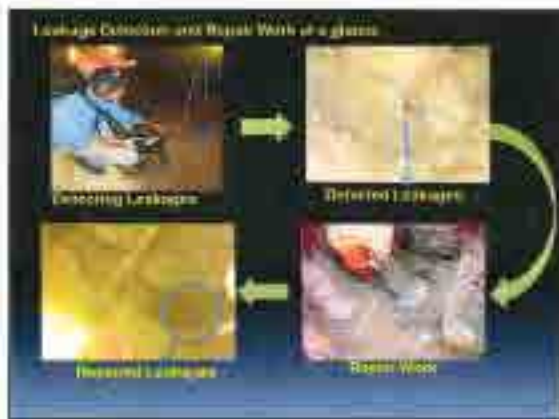 Leakage Detection and Repair Work at a glance
Detecting Leakages
Detected Leakages
Repaired Leakages
Repair Work